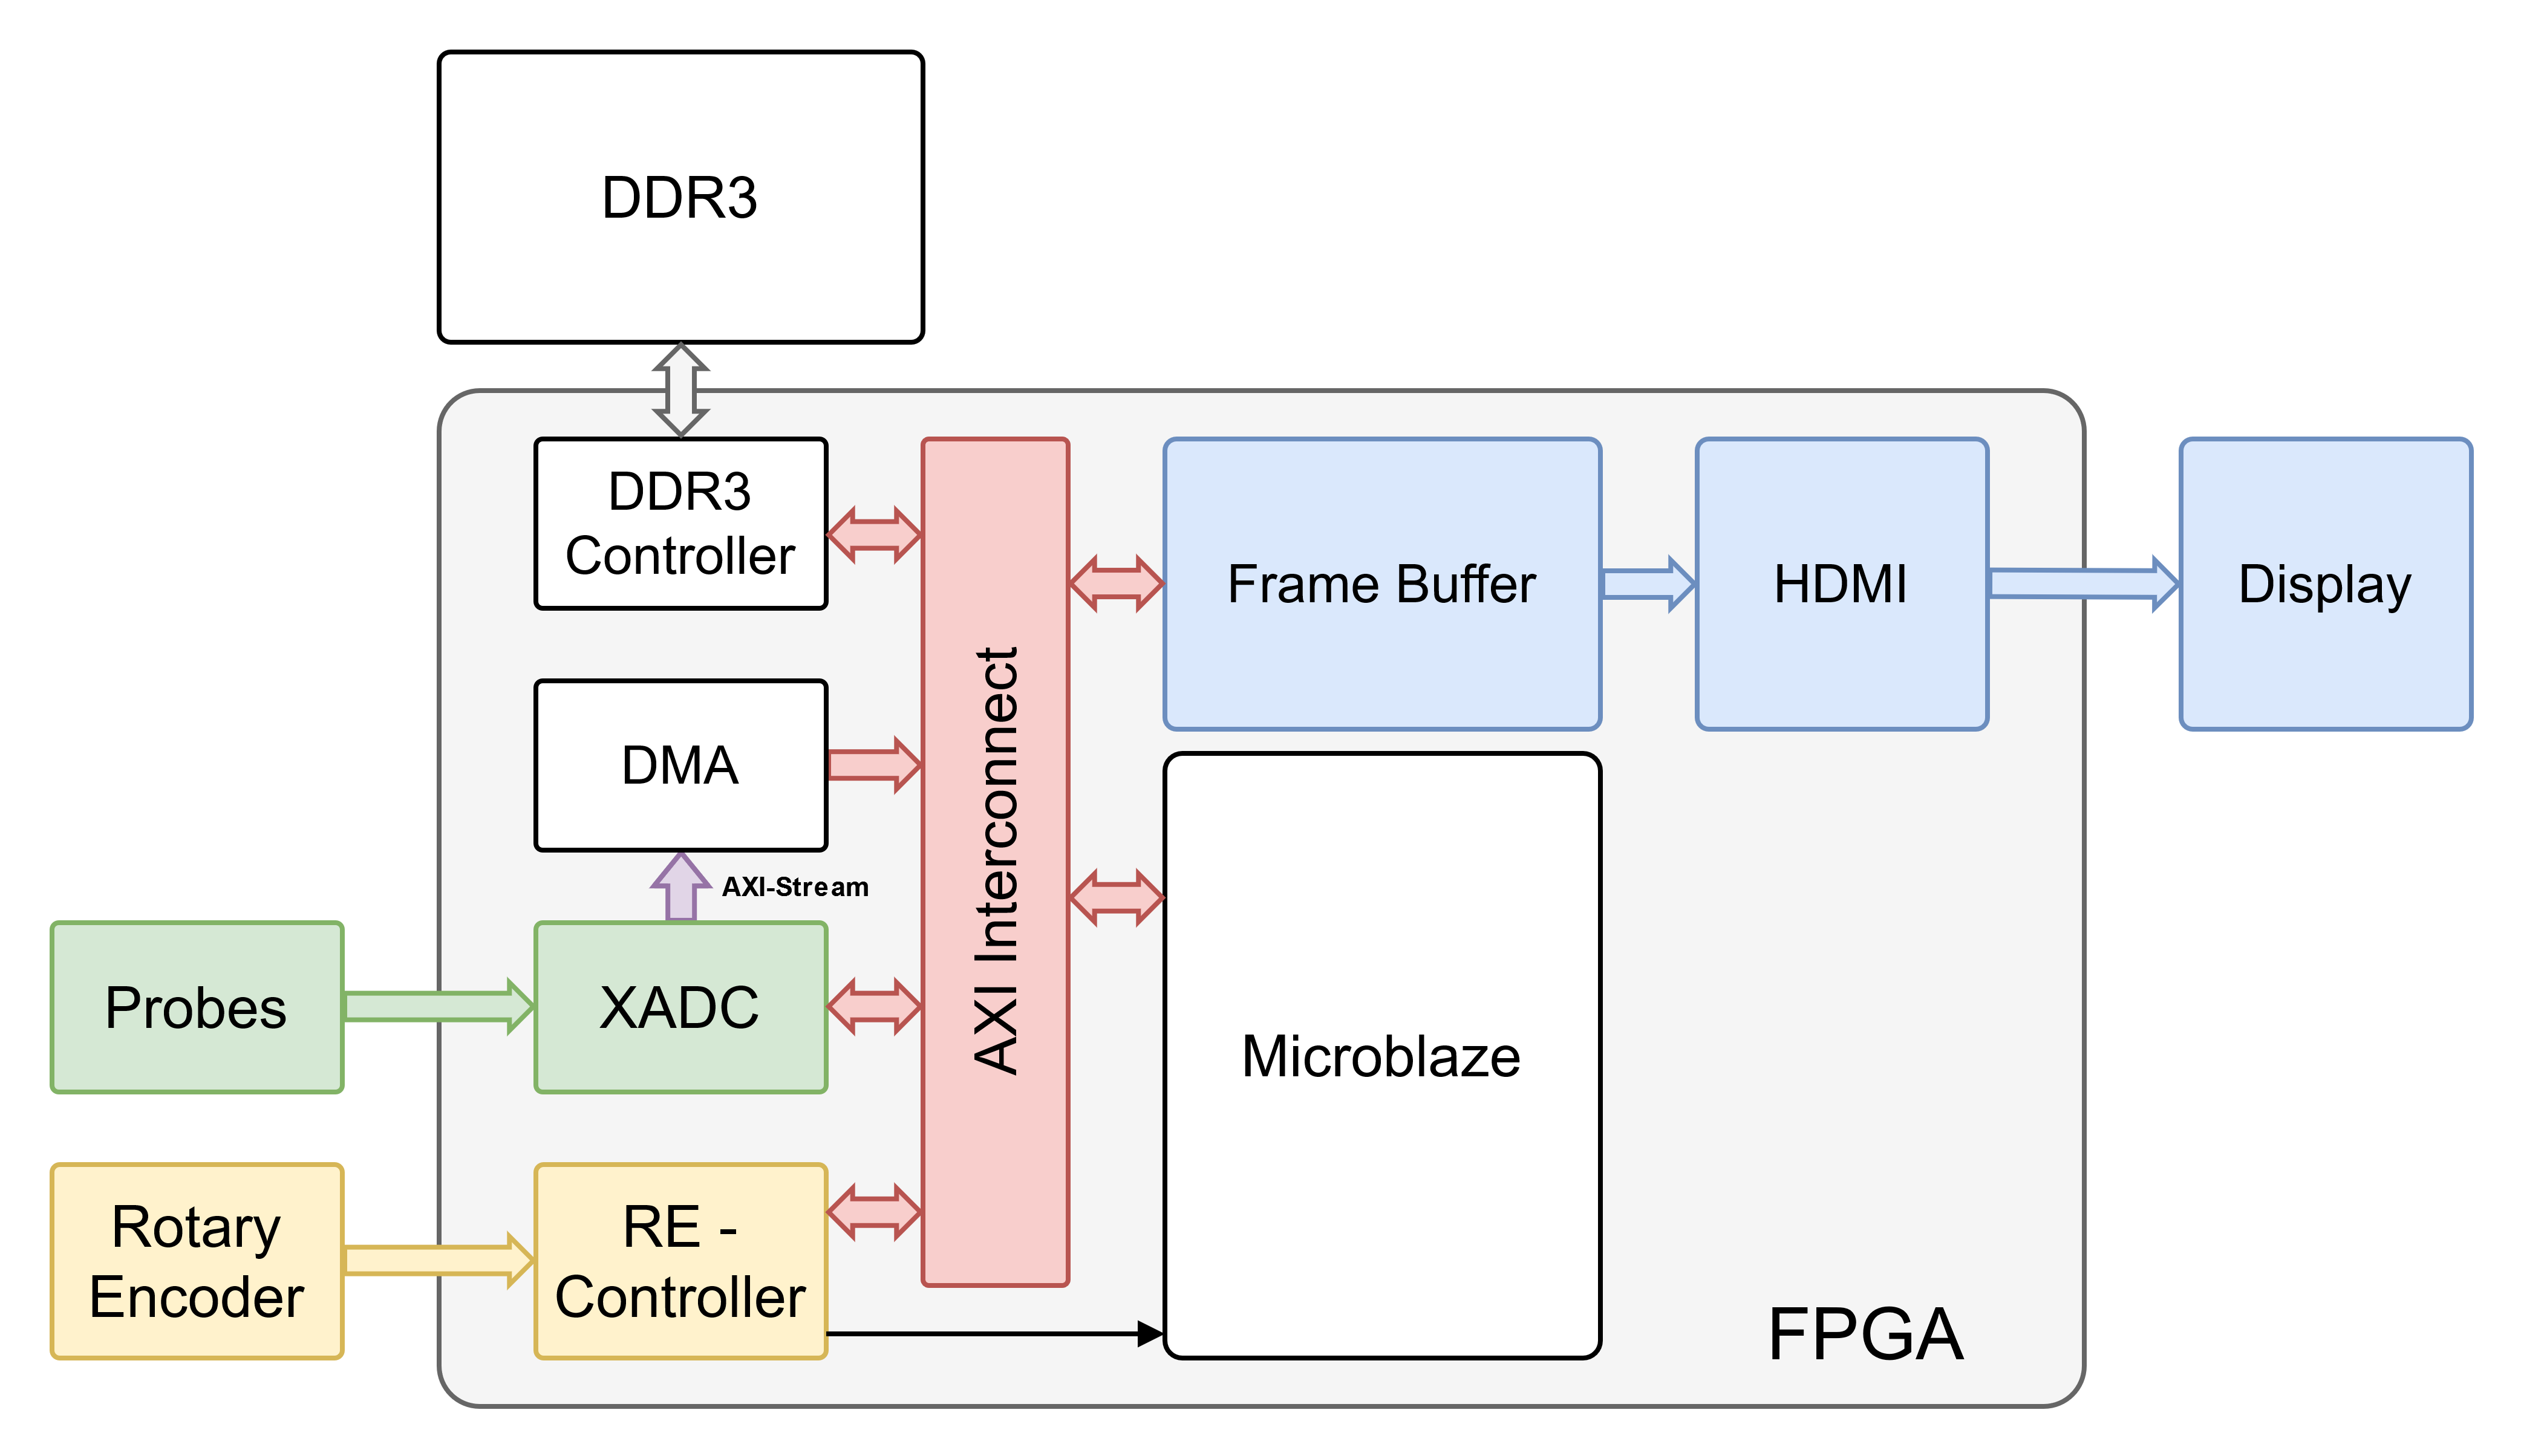 DDR3
DDR3
Controller
Frame Buffer
HDMI
Display
DMA
AXI Interconnect
AXI-Stream
Probes
XADC
Microblaze
Rotary
Encoder
RE -
Controller
FPGA